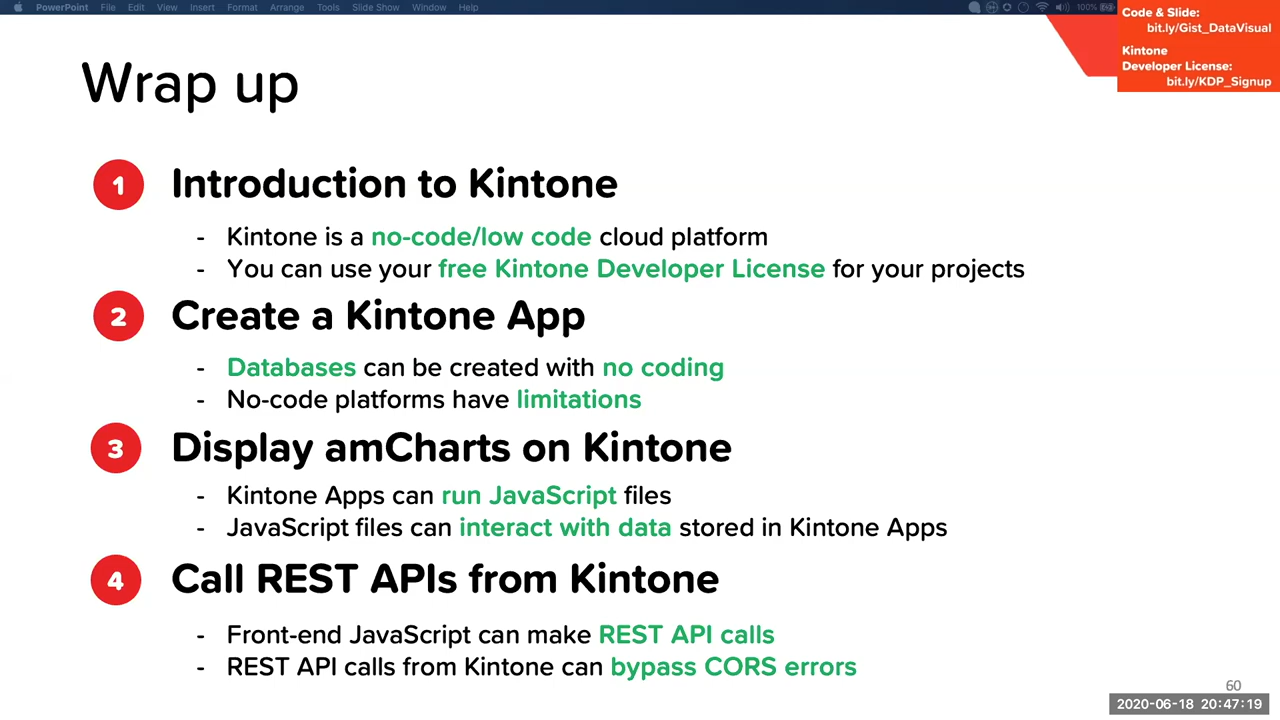 PowerPoint File Edit View Insert Format Arrange Tools Slide Show Window Help 100%
Code & Slide:
bit.ly/Gist_DataVisual
Kintone
Developer License:
bit.ly/KDP_Signup
Wrap up
1 Introduction to Kintone
- Kintone is a no-code/low code cloud platform
- You can use your free Kintone Developer License for your projects
2 Create a Kintone App
- Databases can be created with no coding
- No-code platforms have limitations
3 Display amCharts on Kintone
- Kintone Apps can run JavaScript files
- JavaScript files can interact with data stored in Kintone Apps
4 Call REST APIs from Kintone
- Front-end JavaScript can make REST API calls
- REST API calls from Kintone can bypass CORS errors
60
2020-06-18 20:47:19